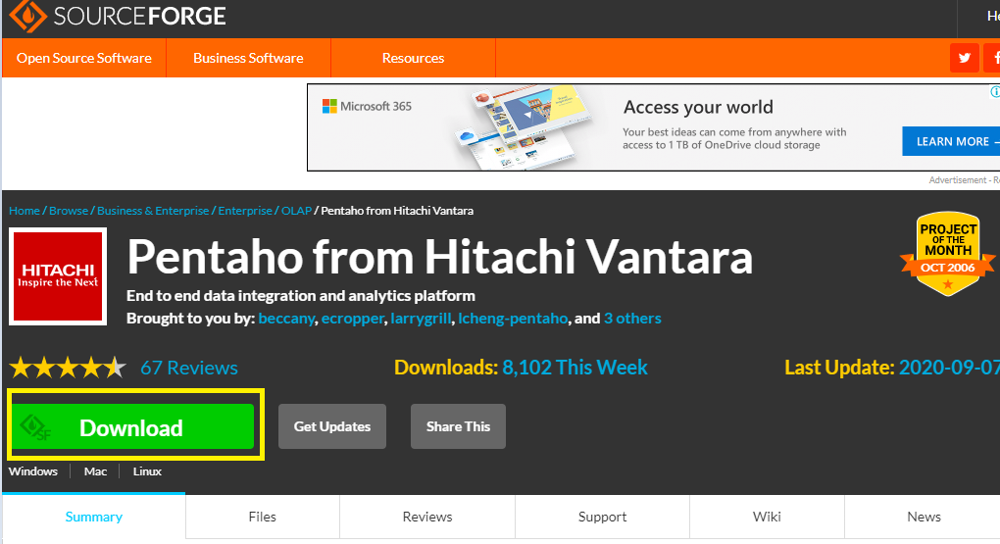 SOURCEFORGE
He
Open Source Software Business Software Resources
Microsoft 365
Access your world
Your best ideas can come from anywhere with
access to 1 TB of OneDrive cloud storage
LEARN MORE
Advertisement - R
Home / Browse / Business & Enterprise / Enterprise / OLAP / Pentaho from Hitachi Vantara
HITACHI
Inspire the Next
Pentaho from Hitachi Vantara
End to end data integration and analytics platform
Brought to you by: beccany, ecropper, larrygrill, lcheng-pentaho, and 3 others
PROJECT
OF THE
MONTH
OCT 2006
67 Reviews Downloads: 8,102 This Week Last Update: 2020-09-07
SF Download Get Updates Share This
Windows Mac Linux
Summary Files Reviews Support Wiki News